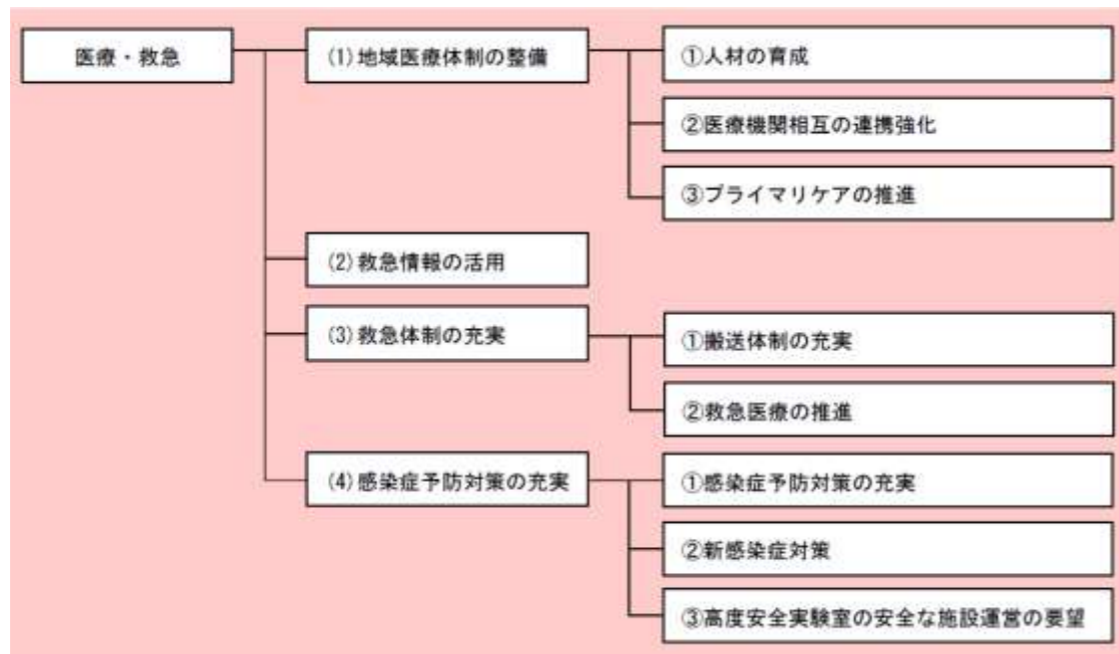 医療・救急
(1)地域医療体制の整備
①人材の育成
②医療機関相互の連携強化
③プライマリケアの推進
(2)救急情報の活用
(3)救急体制の充実
①搬送体制の充実
②救急医療の推進
(4)感染症予防対策の充実
①感染症予防対策の充実
②新感染症対策
③高度安全実験室の安全な施設運営の要望